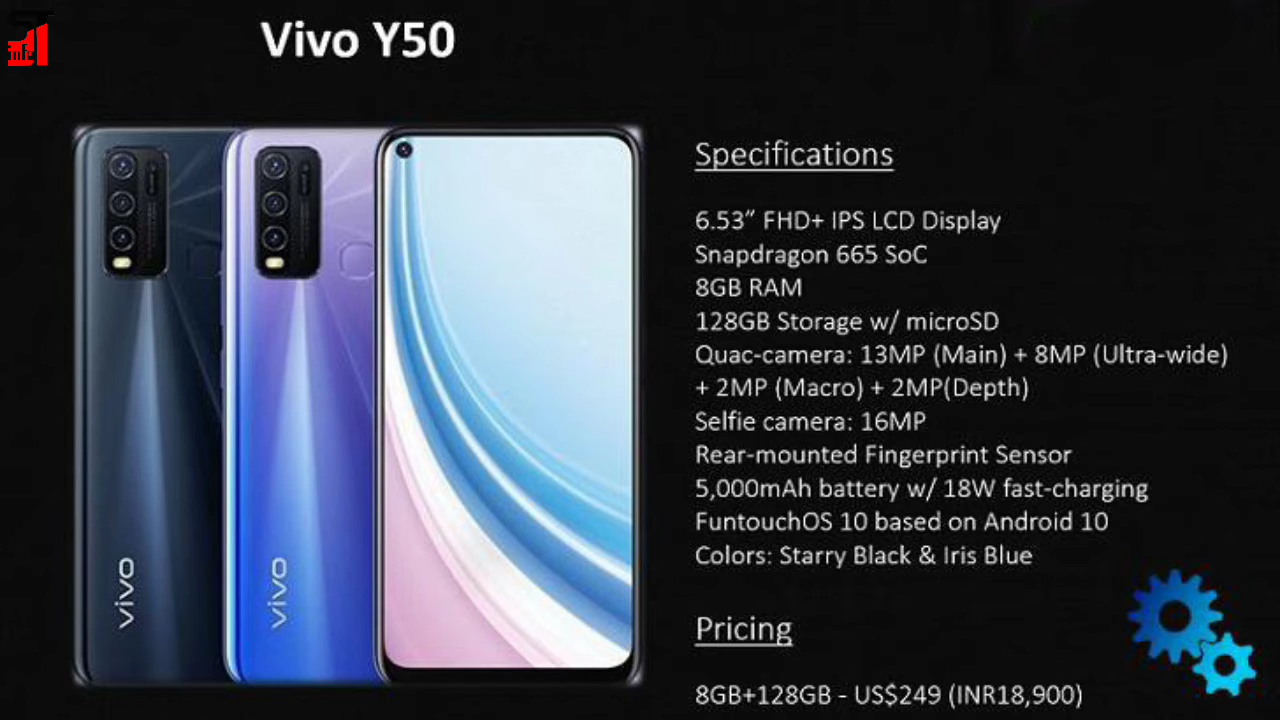 ST
info
Vivo Y50
Specifications
6.53” FHD+ IPS LCD Display
Snapdragon 665 SoC
8GB RAM
128GB Storage w/ microSD
Quac-camera: 13MP (Main) + 8MP (Ultra-wide)
+ 2MP (Macro) + 2MP(Depth)
Selfie camera: 16MP
Rear-mounted Fingerprint Sensor
5,000mAh battery w/ 18W fast-charging
FuntouchOS 10 based on Android 10
Colors: Starry Black & Iris Blue
Pricing
8GB+128GB - US$249 (INR18,900)
vivo
vivo